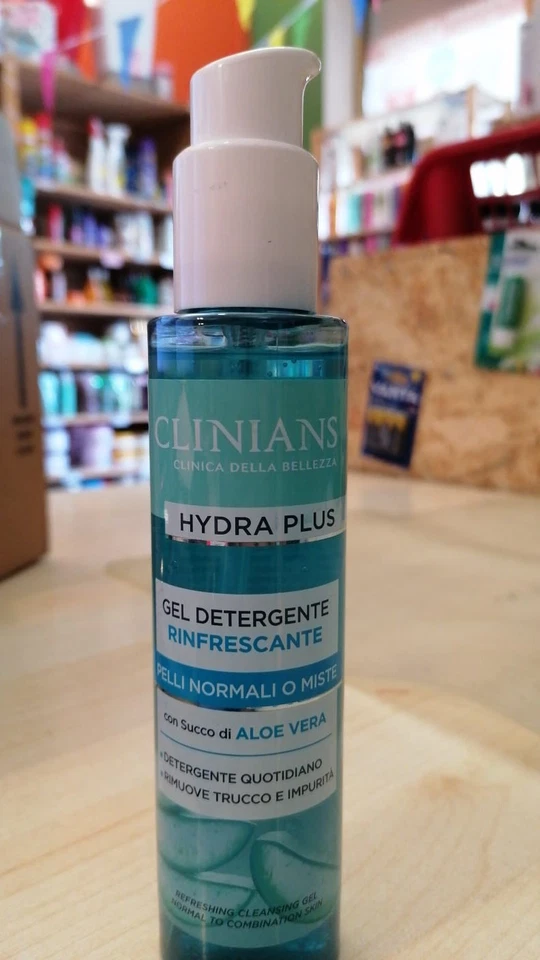 CLINIANS
CLINICA DELLA BELLEZZA
HYDRA PLUS
GEL DETERGENTE
RINFRESCANTE
PELLI NORMALI O MISTE
con Succo di ALOE VERA
• DETERGENTE QUOTIDIANO
• RIMUOVE TRUCCO E IMPURITÀ
REFRESHING CLEANSING GEL
NORMAL TO COMBINATION SKIN
VARTA